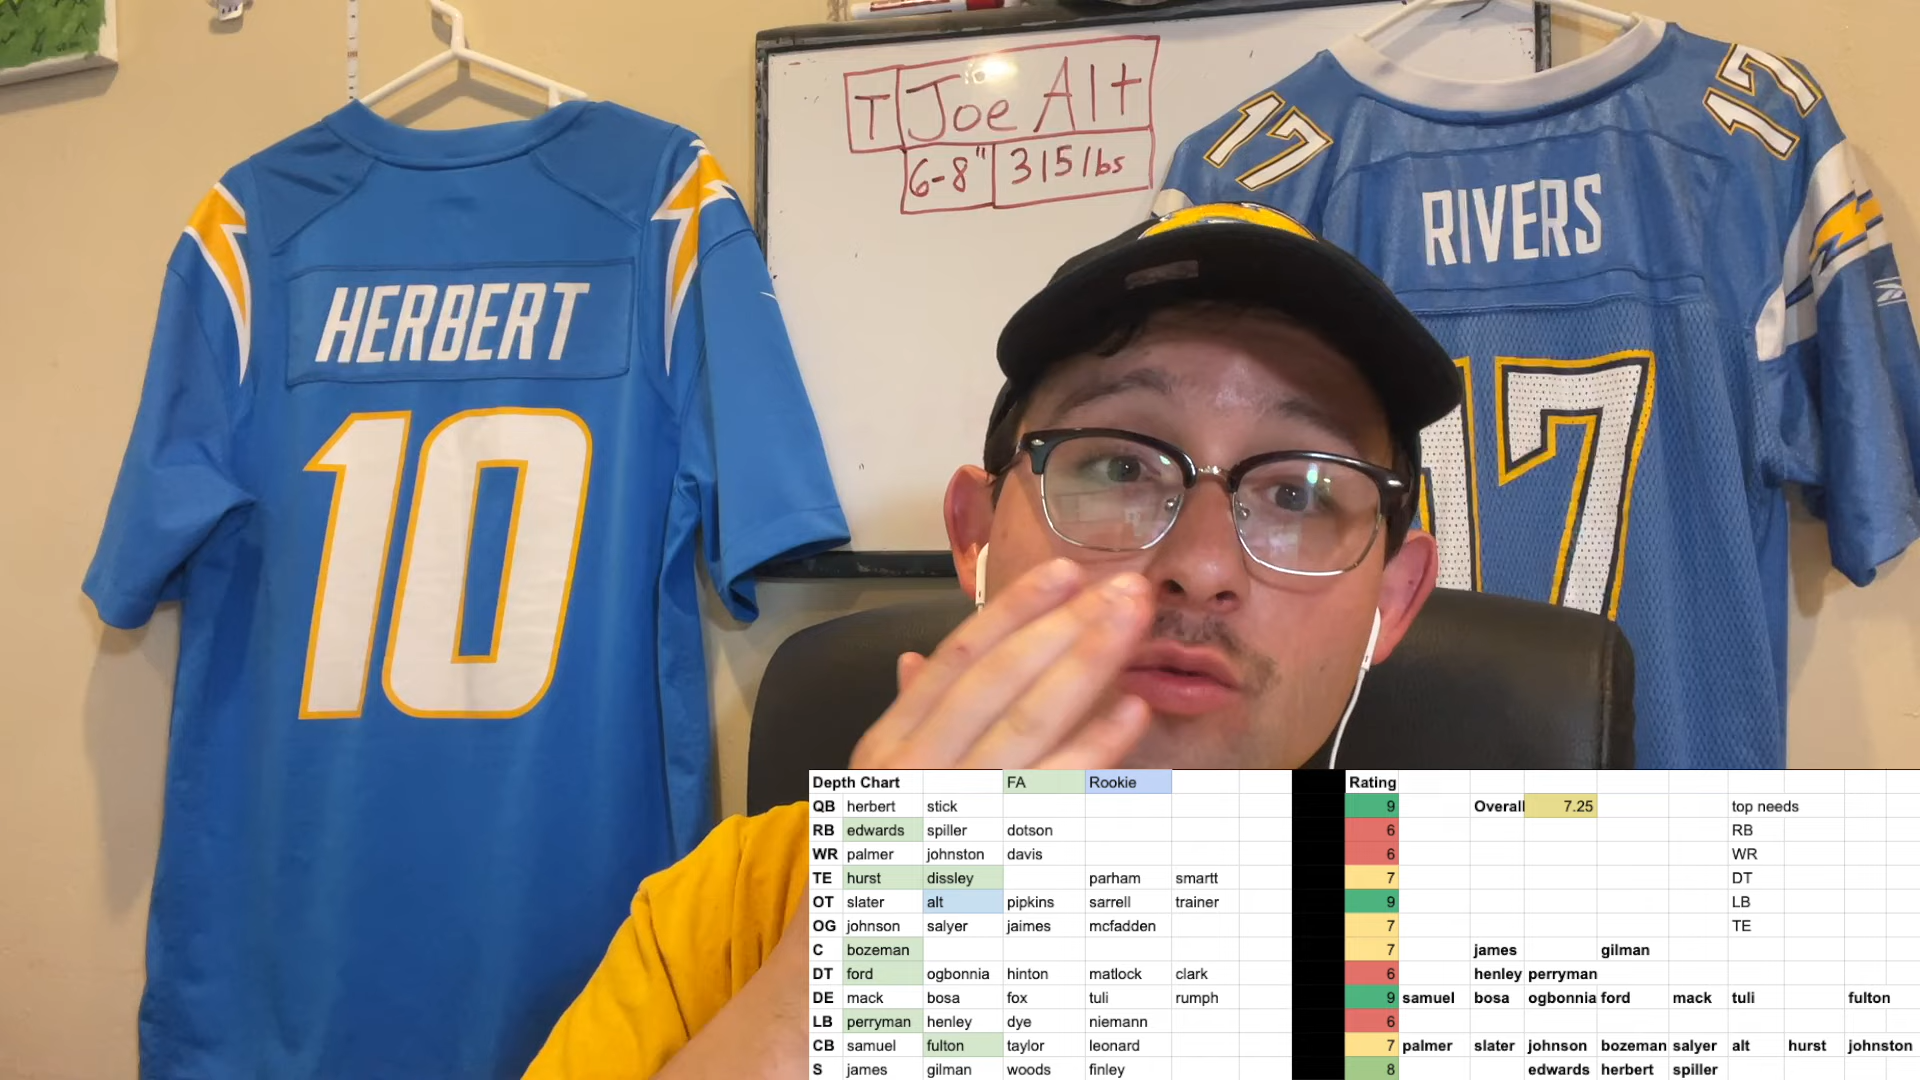 T Joe Alt
6-8" 315lbs
17
17
RIVERS
17
HERBERT
10
Depth Chart FA Rookie Rating
QB herbert stick 9 Overall 7.25 top needs
RB edwards spiller dotson 6 RB
WR palmer johnston davis 6 WR
TE hurst dissley parham smartt 7 DT
OT slater alt pipkins sarrell trainer 9 LB
OG johnson salyer jaimes mcfadden 7 TE
C bozeman 7 james gilman
DT ford ogbonnia hinton matlock clark 6 henley perryman
DE mack bosa fox tuli rumph 9 samuel bosa ogbonnia ford mack tuli fulton
LB perryman henley dye niemann 6
CB samuel fulton taylor leonard 7 palmer slater johnson bozeman salyer alt hurst johnston
S james gilman woods finley 8 edwards herbert spiller